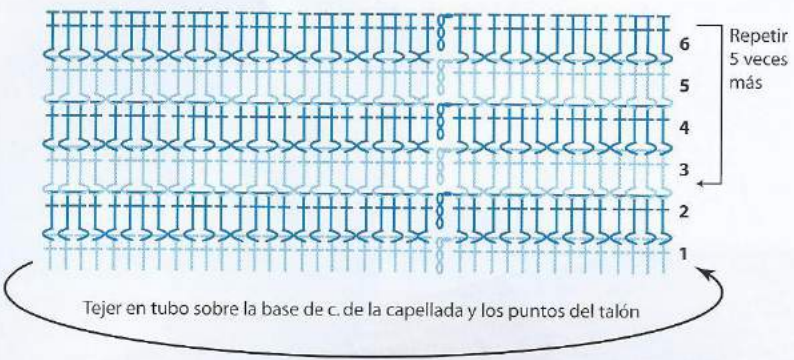 6
Repetir
5 veces
más
5
4
3
2
1
Tejer en tubo sobre la base de c. de la capellada y los puntos del talón